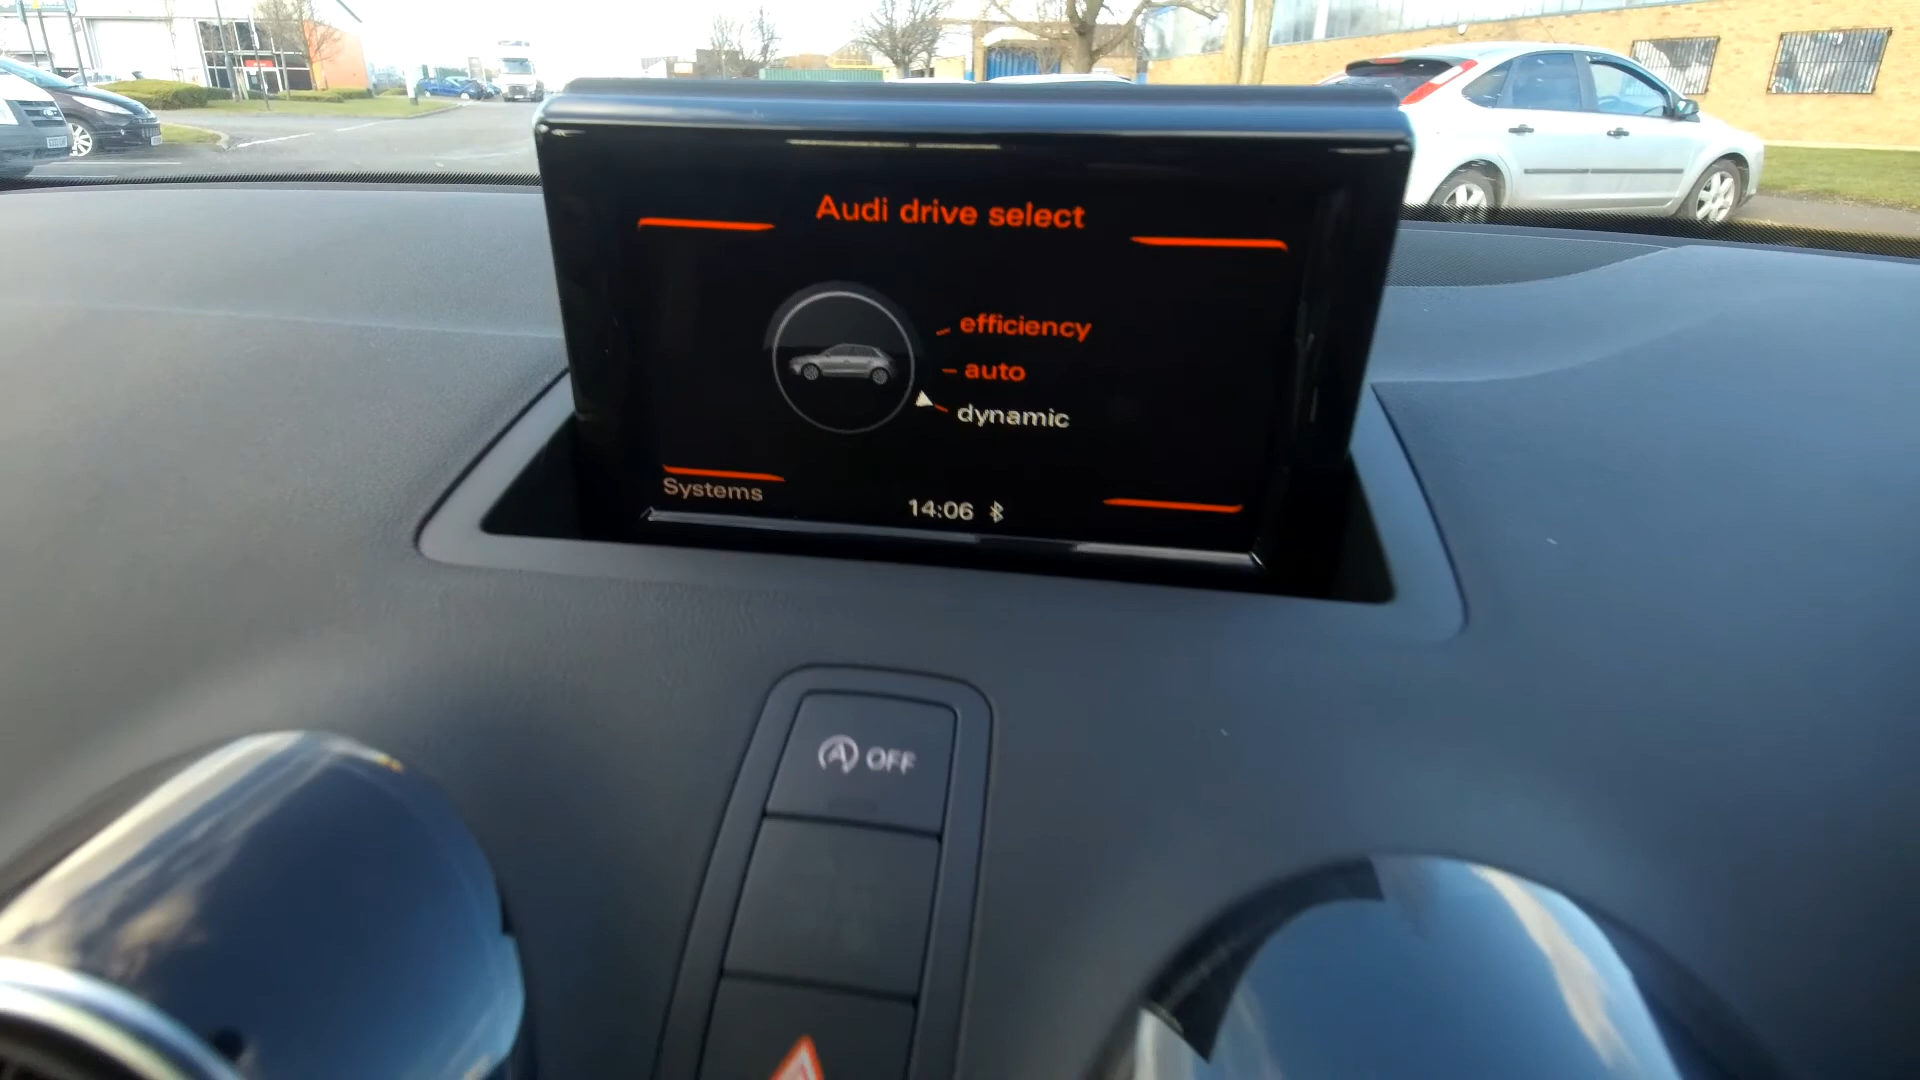 Audi drive select
efficiency
auto
dynamic
Systems
14:06
A OFF